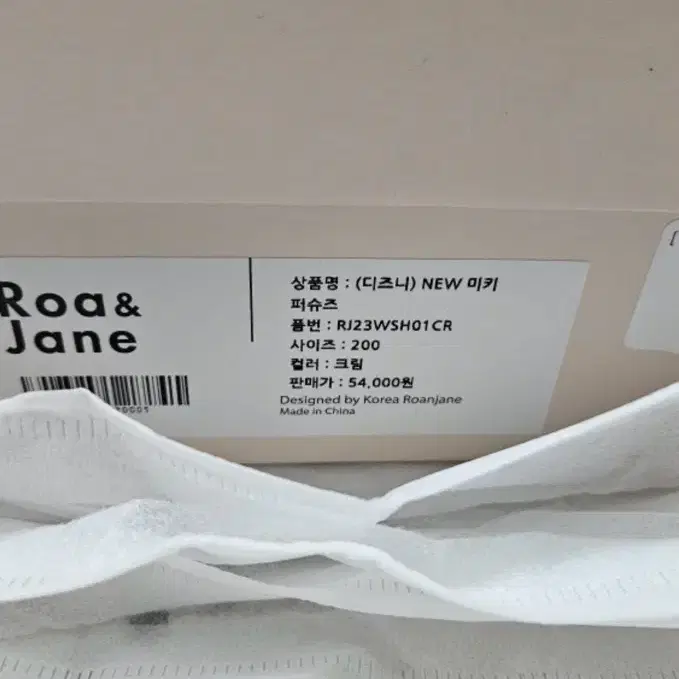 Roa&
Jane
상품명 : (디즈니) NEW 미키
퍼슈즈
품번 : RJ23WSH01CR
사이즈 : 200
컬러 : 크림
판매가 : 54,000원
Designed by Korea Roanjane
Made in China